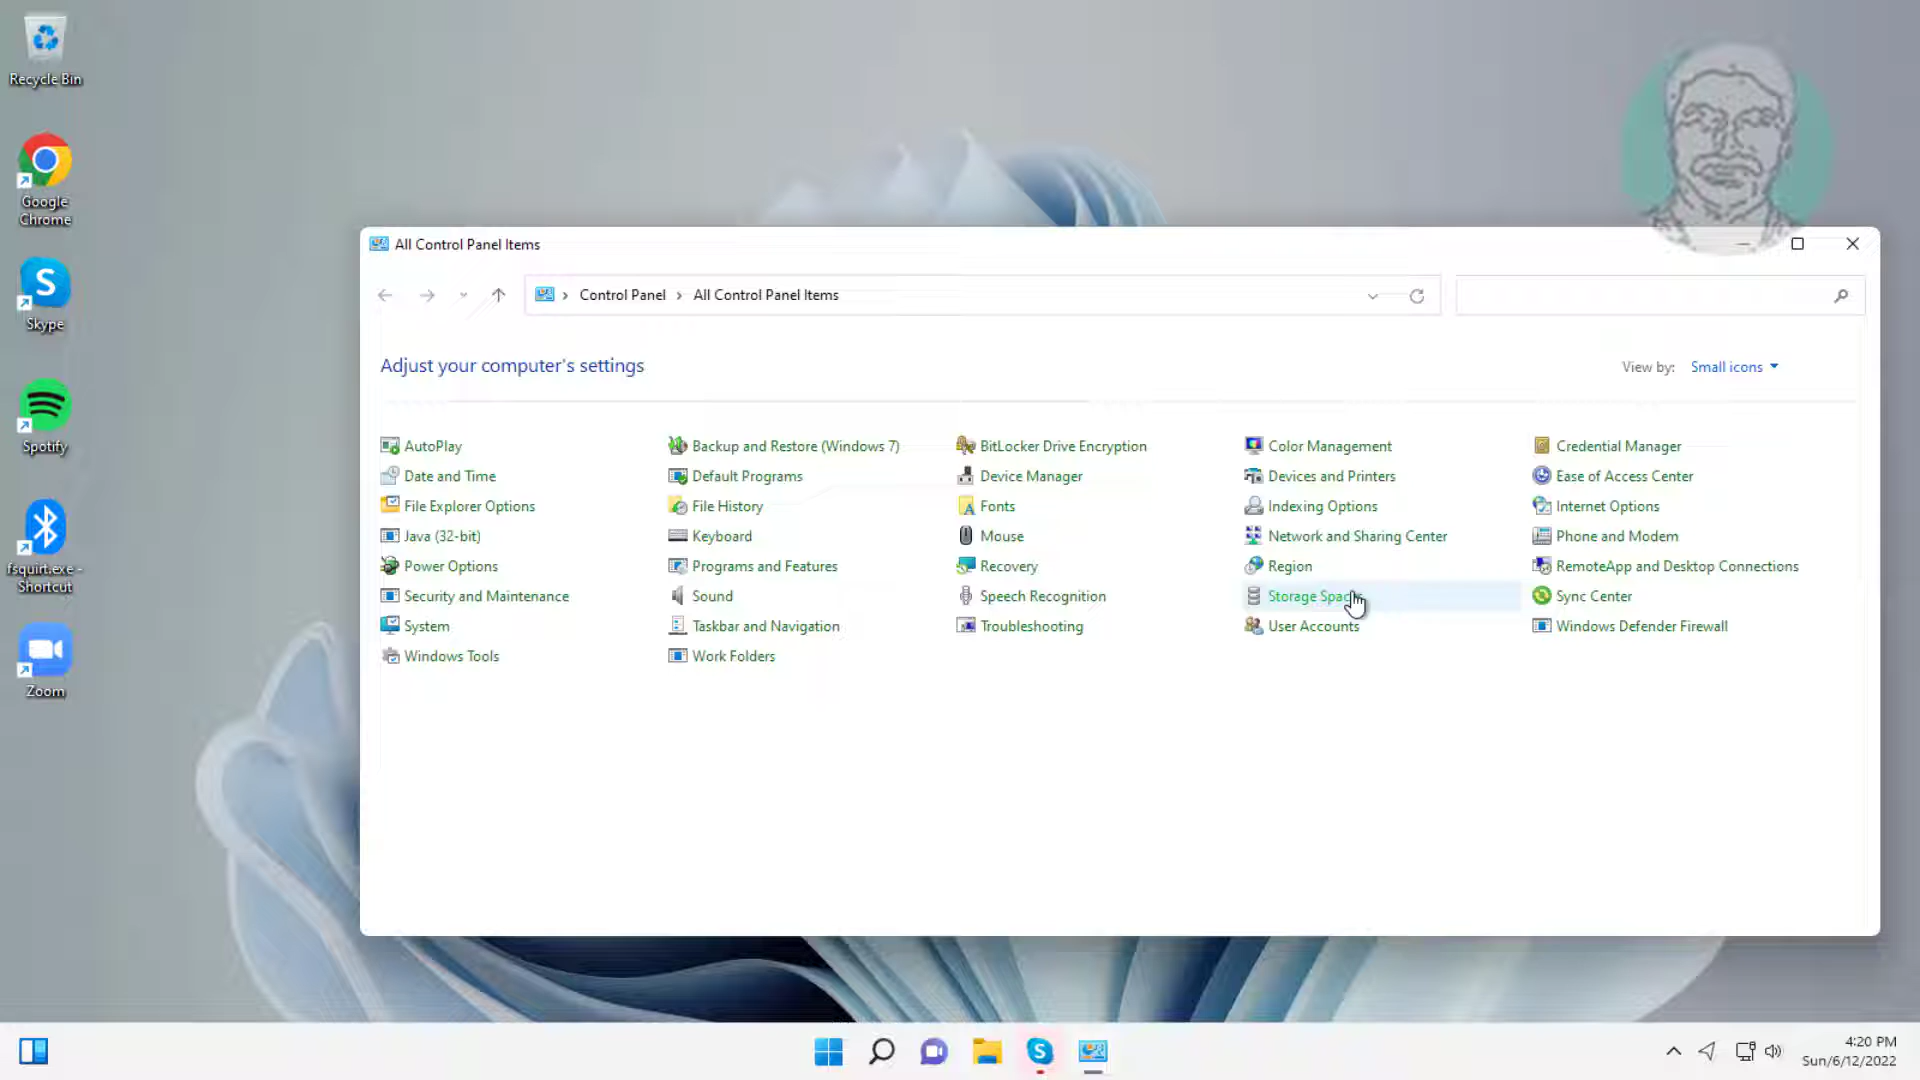 Recycle Bin
Google
Chrome
Skype
Spotify
fsquirt.exe -
Shortcut
Zoom
All Control Panel Items
Control Panel > All Control Panel Items
Adjust your computer's settings
View by: Small icons
AutoPlay
Backup and Restore (Windows 7)
BitLocker Drive Encryption
Color Management
Credential Manager
Date and Time
Default Programs
Device Manager
Devices and Printers
Ease of Access Center
File Explorer Options
File History
Fonts
Indexing Options
Internet Options
Java (32-bit)
Keyboard
Mouse
Network and Sharing Center
Phone and Modem
Power Options
Programs and Features
Recovery
Region
RemoteApp and Desktop Connections
Security and Maintenance
Sound
Speech Recognition
Storage Spaces
Sync Center
System
Taskbar and Navigation
Troubleshooting
User Accounts
Windows Defender Firewall
Windows Tools
Work Folders
4:20 PM
Sun/6/12/2022